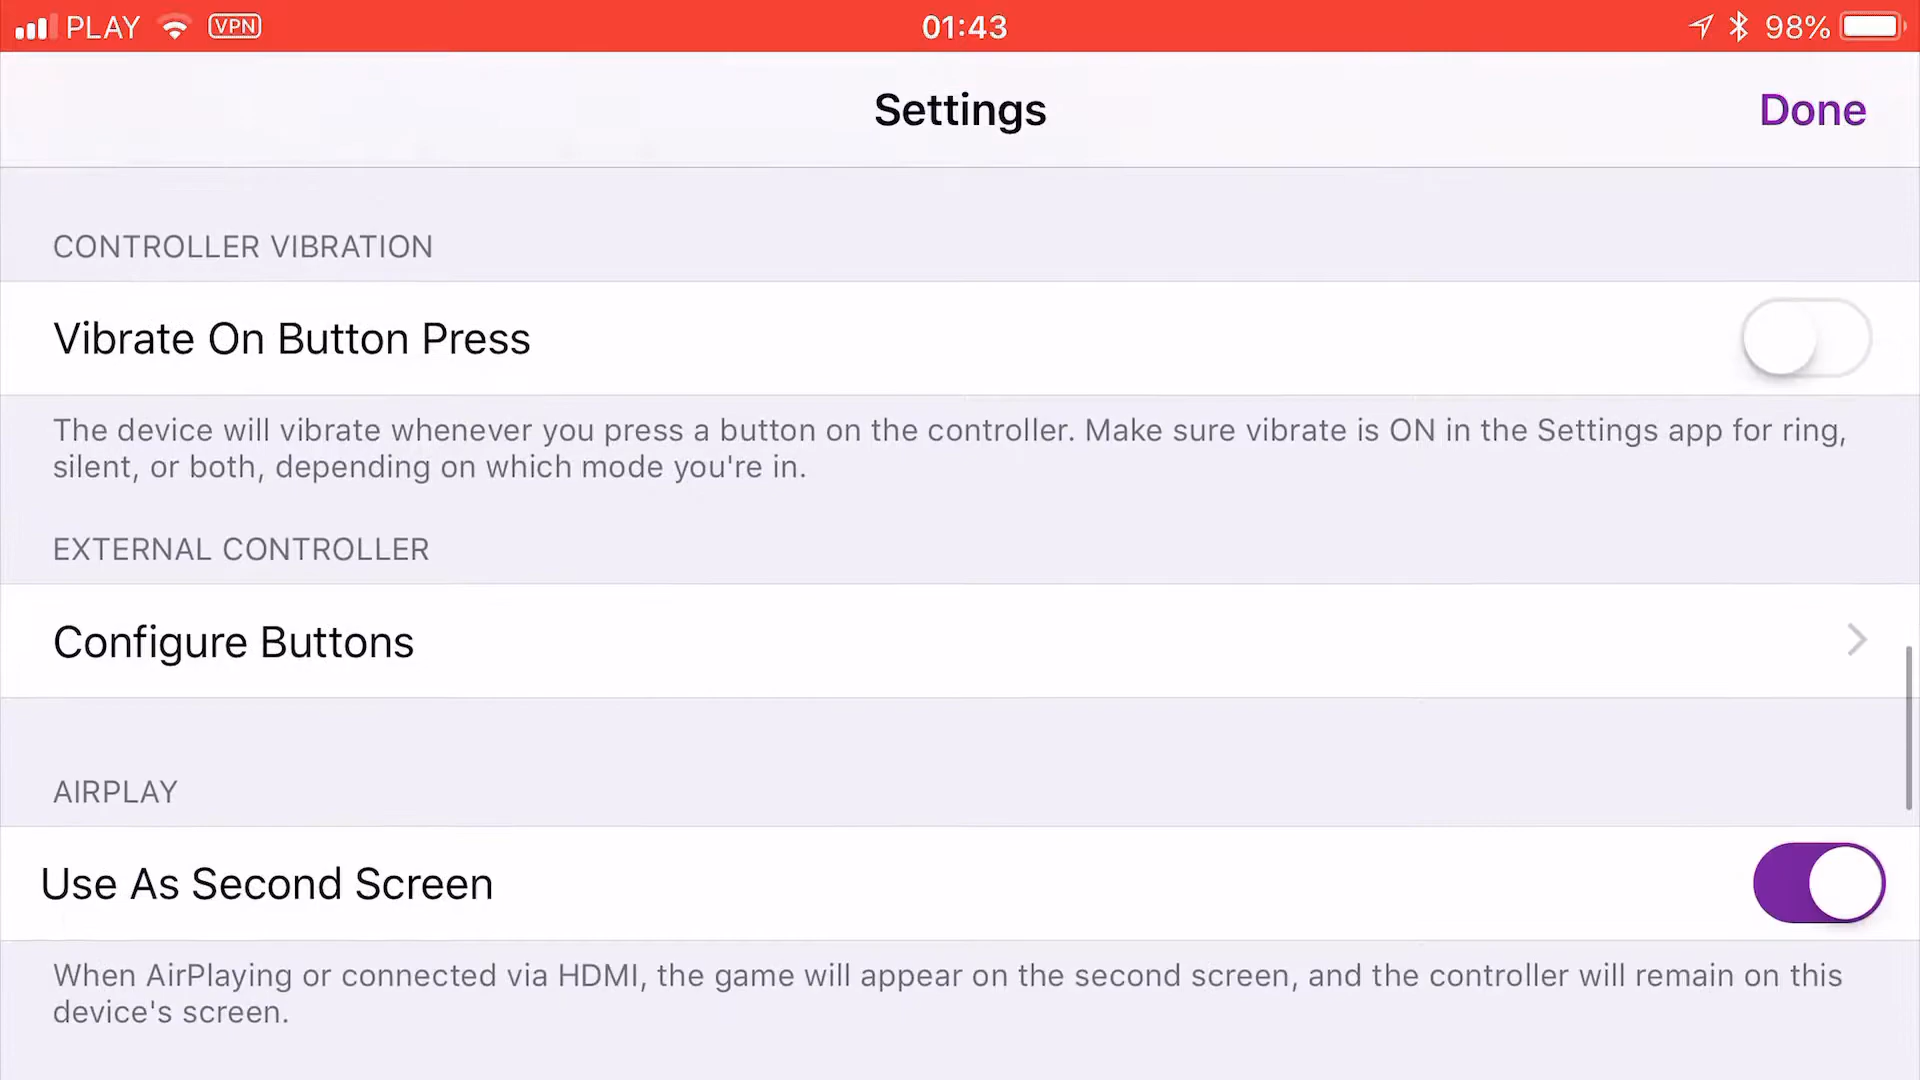 PLAY VPN 01:43 98%
Settings Done
CONTROLLER VIBRATION
Vibrate On Button Press
The device will vibrate whenever you press a button on the controller. Make sure vibrate is ON in the Settings app for ring,
silent, or both, depending on which mode you're in.
EXTERNAL CONTROLLER
Configure Buttons
AIRPLAY
Use As Second Screen
When AirPlaying or connected via HDMI, the game will appear on the second screen, and the controller will remain on this
device's screen.